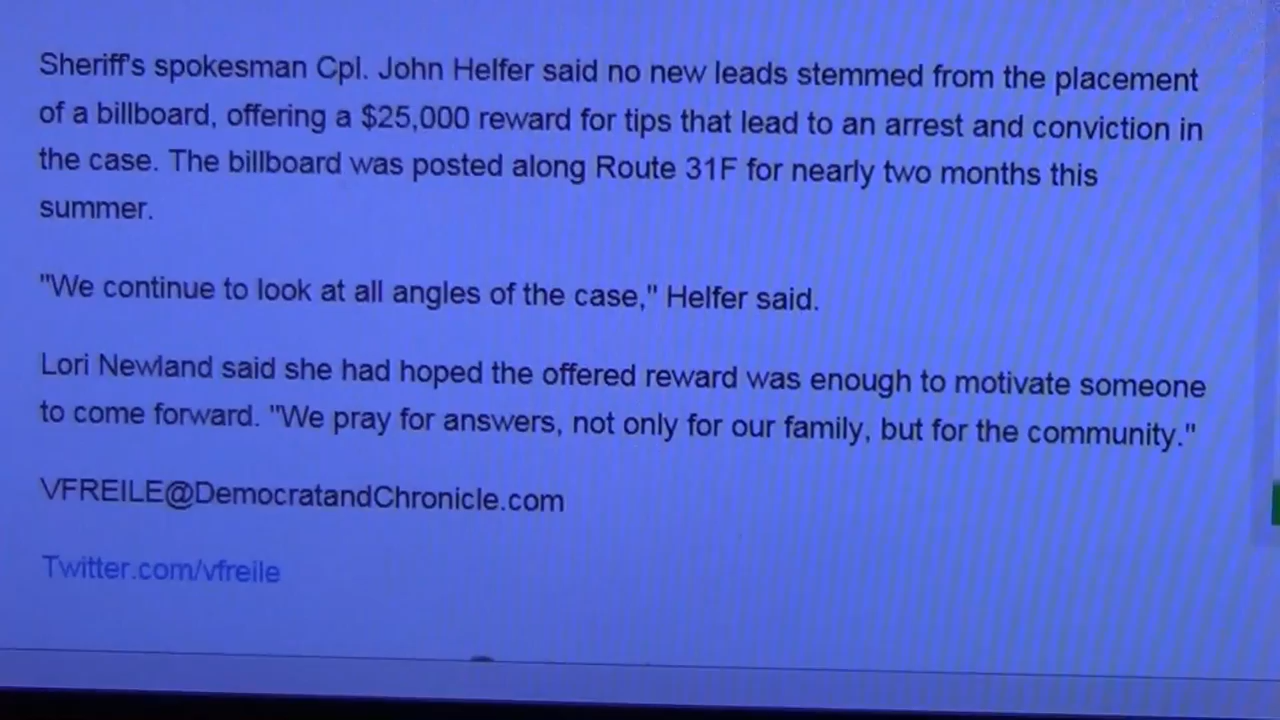 Sheriff's spokesman Cpl. John Helfer said no new leads stemmed from the placement
of a billboard, offering a $25,000 reward for tips that lead to an arrest and conviction in
the case. The billboard was posted along Route 31F for nearly two months this
summer.
"We continue to look at all angles of the case," Helfer said.
Lori Newland said she had hoped the offered reward was enough to motivate someone
to come forward. "We pray for answers, not only for our family, but for the community."
VFREILE@DemocratandChronicle.com
Twitter.com/vfreile